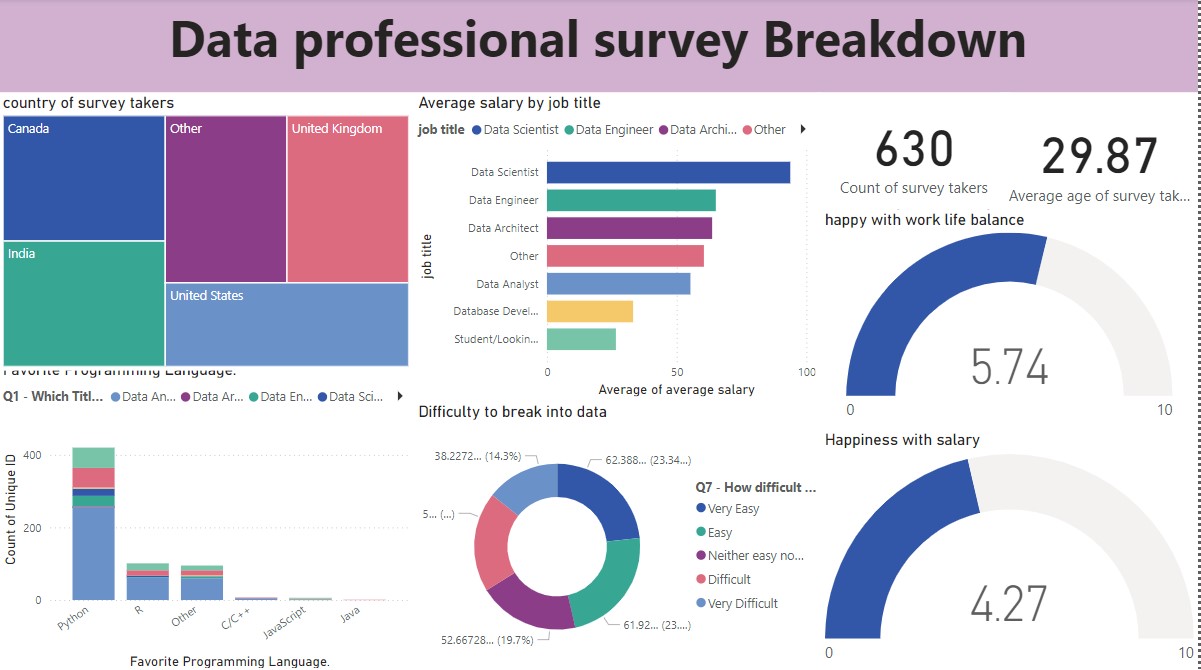 Data professional survey Breakdown
country of survey takers
Canada
Other
United Kingdom
India
United States
Average salary by job title
job title Data Scientist Data Engineer Data Archi... Other
job title
Data Scientist
Data Engineer
Data Architect
Other
Data Analyst
Database Devel...
Student/Lookin...
0 50 100
Average of average salary
630
Count of survey takers
29.87
Average age of survey tak...
happy with work life balance
5.74
0 10
Favorite Programming Language.
Q1 - Which Titl... Data An... Data Ar... Data En... Data Sci...
Count of Unique ID
400
200
0
Python R Other C/C++ JavaScript Java
Favorite Programming Language.
Difficulty to break into data
38.2272... (14.3%)
62.388... (23.34...)
5... (...)
52.66728... (19.7%)
61.92... (23....)
Q7 - How difficult ...
Very Easy
Easy
Neither easy no...
Difficult
Very Difficult
Happiness with salary
4.27
0 10